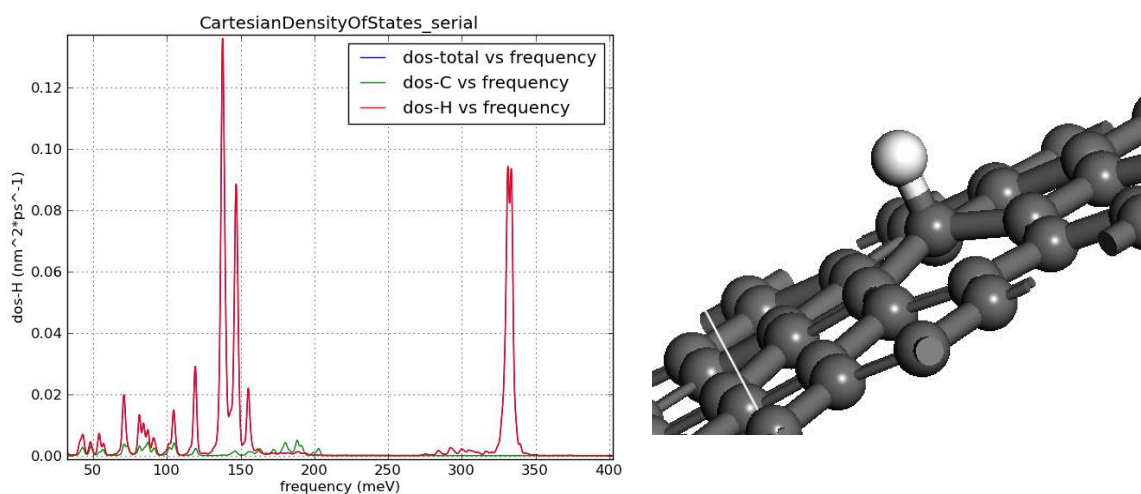 CartesianDensityOfStates_serial
dos-total vs frequency
dos-C vs frequency
dos-H vs frequency
dos-H (nm^2*ps^-1)
0.12
0.10
0.08
0.06
0.04
0.02
0.00
50 100 150 200 250 300 350 400
frequency (meV)